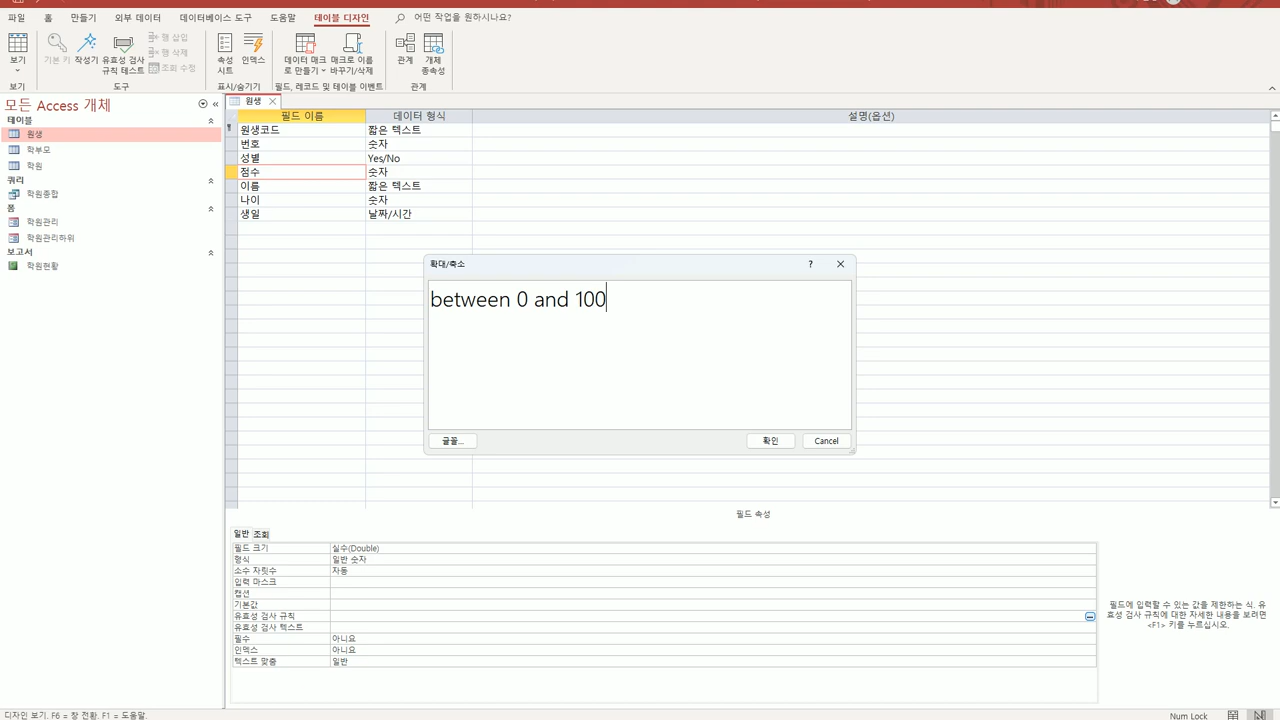 파일 홈 만들기 외부 데이터 데이터베이스 도구 도움말 테이블 디자인 어떤 작업을 원하시나요?
보기
기본 키
작성기
유효성 검사
규칙 테스트
행 삽입
행 삭제
조회 수정
속성
시트
인덱스
데이터 매크
로 만들기
매크로 이름
바꾸기/삭제
관계
개체
종속성
보기 도구 표시/숨기기 필드, 레코드 및 테이블 이벤트 관계
모든 Access 개체
테이블
원생
학부모
학원
쿼리
학원종합
폼
학원관리
학원관리하위
보고서
학원현황
원생
필드 이름 데이터 형식 설명(옵션)
원생코드 짧은 텍스트
번호 숫자
성별 Yes/No
점수 숫자
이름 짧은 텍스트
나이 숫자
생일 날짜/시간
확대/축소 ?
between 0 and 100
글꼴... 확인 Cancel
필드 속성
일반 조회
필드 크기 실수(Double)
형식 일반 숫자
소수 자릿수 자동
입력 마스크
캡션
기본값
유효성 검사 규칙
유효성 검사 텍스트
필수 아니요
인덱스 아니요
텍스트 맞춤 일반
필드에 입력할 수 있는 값을 제한하는 식. 유
효성 검사 규칙에 대한 자세한 내용을 보려면
<F1> 키를 누르십시오.
디자인 보기. F6 = 창 전환. F1 = 도움말.
Num Lock